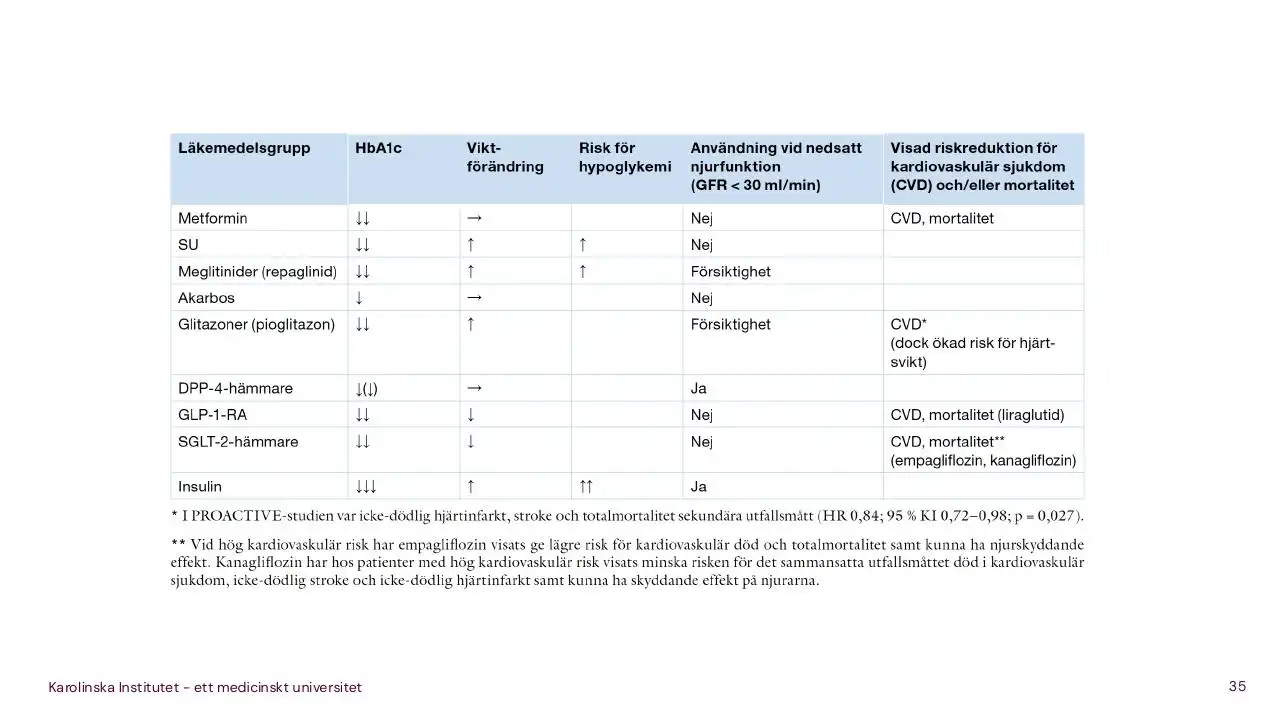 Läkemedelsgrupp HbA1c Vikt- Risk för Användning vid nedsatt Visad riskreduktion för
förändring hypoglykemi njurfunktion kardiovaskulär sjukdom
(GFR < 30 ml/min) (CVD) och/eller mortalitet
Metformin ↓↓ → Nej CVD, mortalitet
SU ↓↓ ↑ ↑ Nej
Meglitinider (repaglinid) ↓↓ ↑ ↑ Försiktighet
Akarbos ↓ → Nej
Glitazoner (pioglitazon) ↓↓ ↑ Försiktighet CVD*
(dock ökad risk för hjärt-
svikt)
DPP-4-hämmare ↓(↓) → Ja
GLP-1-RA ↓↓ ↓ Nej CVD, mortalitet (liraglutid)
SGLT-2-hämmare ↓↓ ↓ Nej CVD, mortalitet**
(empagliflozin, kanagliflozin)
Insulin ↓↓↓ ↑ ↑↑ Ja
* I PROACTIVE-studien var icke-dödlig hjärtinfarkt, stroke och totalmortalitet sekundära utfallsmått (HR 0,84; 95 % KI 0,72–0,98; p = 0,027).
** Vid hög kardiovaskulär risk har empagliflozin visats ge lägre risk för kardiovaskulär död och totalmortalitet samt kunna ha njurskyddande
effekt. Kanagliflozin har hos patienter med hög kardiovaskulär risk visats minska risken för det sammansatta utfallsmåttet död i kardiovaskulär
sjukdom, icke-dödlig stroke och icke-dödlig hjärtinfarkt samt kunna ha skyddande effekt på njurarna.
Karolinska Institutet – ett medicinskt universitet 35